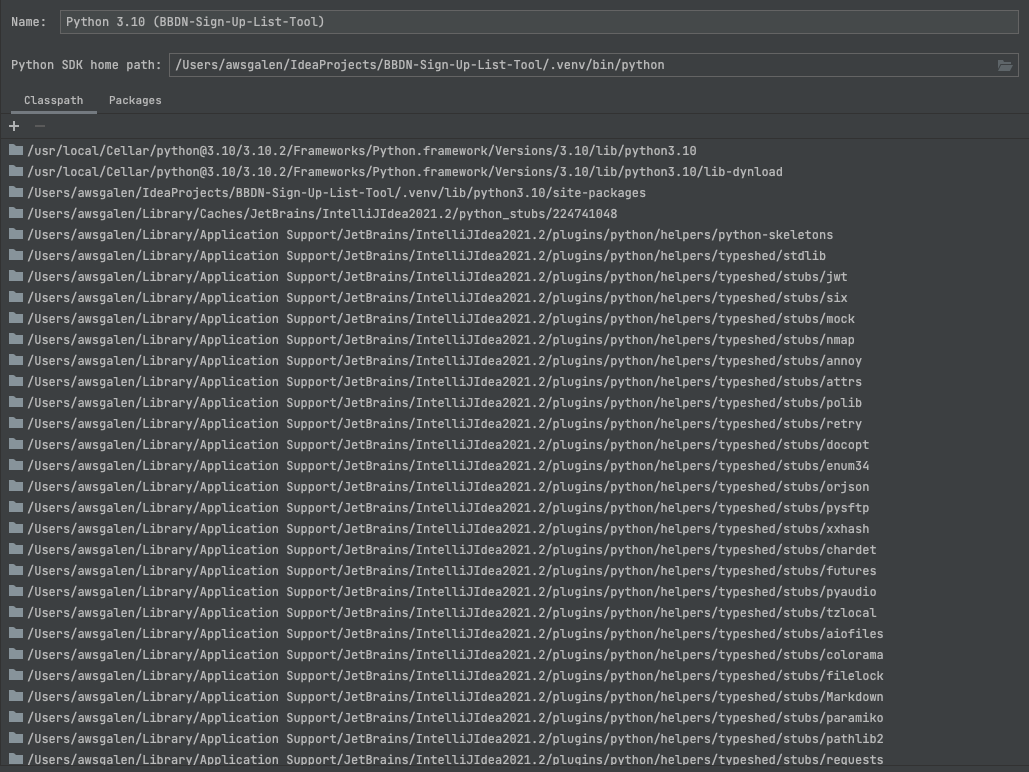 Name: Python 3.10 (BBDN-Sign-Up-List-Tool)
Python SDK home path: /Users/awsgalen/IdeaProjects/BBDN-Sign-Up-List-Tool/.venv/bin/python
Classpath Packages
/usr/local/Cellar/python@3.10/3.10.2/Frameworks/Python.framework/Versions/3.10/lib/python3.10
/usr/local/Cellar/python@3.10/3.10.2/Frameworks/Python.framework/Versions/3.10/lib/python3.10/lib-dynload
/Users/awsgalen/IdeaProjects/BBDN-Sign-Up-List-Tool/.venv/lib/python3.10/site-packages
/Users/awsgalen/Library/Caches/JetBrains/IntelliJIdea2021.2/python_stubs/224741048
/Users/awsgalen/Library/Application Support/JetBrains/IntelliJIdea2021.2/plugins/python/helpers/python-skeletons
/Users/awsgalen/Library/Application Support/JetBrains/IntelliJIdea2021.2/plugins/python/helpers/typeshed/stdlib
/Users/awsgalen/Library/Application Support/JetBrains/IntelliJIdea2021.2/plugins/python/helpers/typeshed/stubs/jwt
/Users/awsgalen/Library/Application Support/JetBrains/IntelliJIdea2021.2/plugins/python/helpers/typeshed/stubs/six
/Users/awsgalen/Library/Application Support/JetBrains/IntelliJIdea2021.2/plugins/python/helpers/typeshed/stubs/mock
/Users/awsgalen/Library/Application Support/JetBrains/IntelliJIdea2021.2/plugins/python/helpers/typeshed/stubs/nmap
/Users/awsgalen/Library/Application Support/JetBrains/IntelliJIdea2021.2/plugins/python/helpers/typeshed/stubs/annoy
/Users/awsgalen/Library/Application Support/JetBrains/IntelliJIdea2021.2/plugins/python/helpers/typeshed/stubs/attrs
/Users/awsgalen/Library/Application Support/JetBrains/IntelliJIdea2021.2/plugins/python/helpers/typeshed/stubs/polib
/Users/awsgalen/Library/Application Support/JetBrains/IntelliJIdea2021.2/plugins/python/helpers/typeshed/stubs/retry
/Users/awsgalen/Library/Application Support/JetBrains/IntelliJIdea2021.2/plugins/python/helpers/typeshed/stubs/docopt
/Users/awsgalen/Library/Application Support/JetBrains/IntelliJIdea2021.2/plugins/python/helpers/typeshed/stubs/enum34
/Users/awsgalen/Library/Application Support/JetBrains/IntelliJIdea2021.2/plugins/python/helpers/typeshed/stubs/orjson
/Users/awsgalen/Library/Application Support/JetBrains/IntelliJIdea2021.2/plugins/python/helpers/typeshed/stubs/pysftp
/Users/awsgalen/Library/Application Support/JetBrains/IntelliJIdea2021.2/plugins/python/helpers/typeshed/stubs/xxhash
/Users/awsgalen/Library/Application Support/JetBrains/IntelliJIdea2021.2/plugins/python/helpers/typeshed/stubs/chardet
/Users/awsgalen/Library/Application Support/JetBrains/IntelliJIdea2021.2/plugins/python/helpers/typeshed/stubs/futures
/Users/awsgalen/Library/Application Support/JetBrains/IntelliJIdea2021.2/plugins/python/helpers/typeshed/stubs/pyaudio
/Users/awsgalen/Library/Application Support/JetBrains/IntelliJIdea2021.2/plugins/python/helpers/typeshed/stubs/tzlocal
/Users/awsgalen/Library/Application Support/JetBrains/IntelliJIdea2021.2/plugins/python/helpers/typeshed/stubs/aiofiles
/Users/awsgalen/Library/Application Support/JetBrains/IntelliJIdea2021.2/plugins/python/helpers/typeshed/stubs/colorama
/Users/awsgalen/Library/Application Support/JetBrains/IntelliJIdea2021.2/plugins/python/helpers/typeshed/stubs/filelock
/Users/awsgalen/Library/Application Support/JetBrains/IntelliJIdea2021.2/plugins/python/helpers/typeshed/stubs/Markdown
/Users/awsgalen/Library/Application Support/JetBrains/IntelliJIdea2021.2/plugins/python/helpers/typeshed/stubs/paramiko
/Users/awsgalen/Library/Application Support/JetBrains/IntelliJIdea2021.2/plugins/python/helpers/typeshed/stubs/pathlib2
/Users/awsgalen/Library/Application Support/JetBrains/IntelliJIdea2021.2/plugins/python/helpers/typeshed/stubs/requests